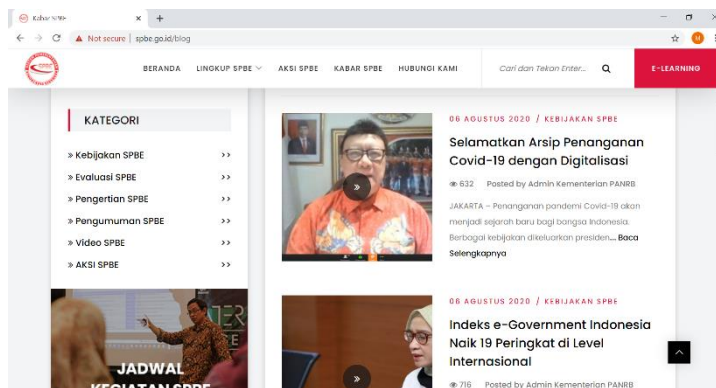 Kabar SPBE
Not secure | spbe.go.id/blog
BERANDA LINGKUP SPBE AKSI SPBE KABAR SPBE HUBUNGI KAMI Cari dan Tekan Enter... E-LEARNING
KATEGORI
» Kebijakan SPBE >>
» Evaluasi SPBE >>
» Pengertian SPBE >>
» Pengumuman SPBE >>
» Video SPBE >>
» AKSI SPBE >>
JADWAL
KEGIATAN SPBE
06 AGUSTUS 2020 / KEBIJAKAN SPBE
Selamatkan Arsip Penanganan
Covid-19 dengan Digitalisasi
632 Posted by Admin Kementerian PANRB
JAKARTA – Penanganan pandemi Covid-19 akan
menjadi sejarah baru bagi bangsa Indonesia.
Berbagai kebijakan dikeluarkan presiden... Baca
Selengkapnya
06 AGUSTUS 2020 / KEBIJAKAN SPBE
Indeks e-Government Indonesia
Naik 19 Peringkat di Level
Internasional
716 Posted by Admin Kementerian PANRB